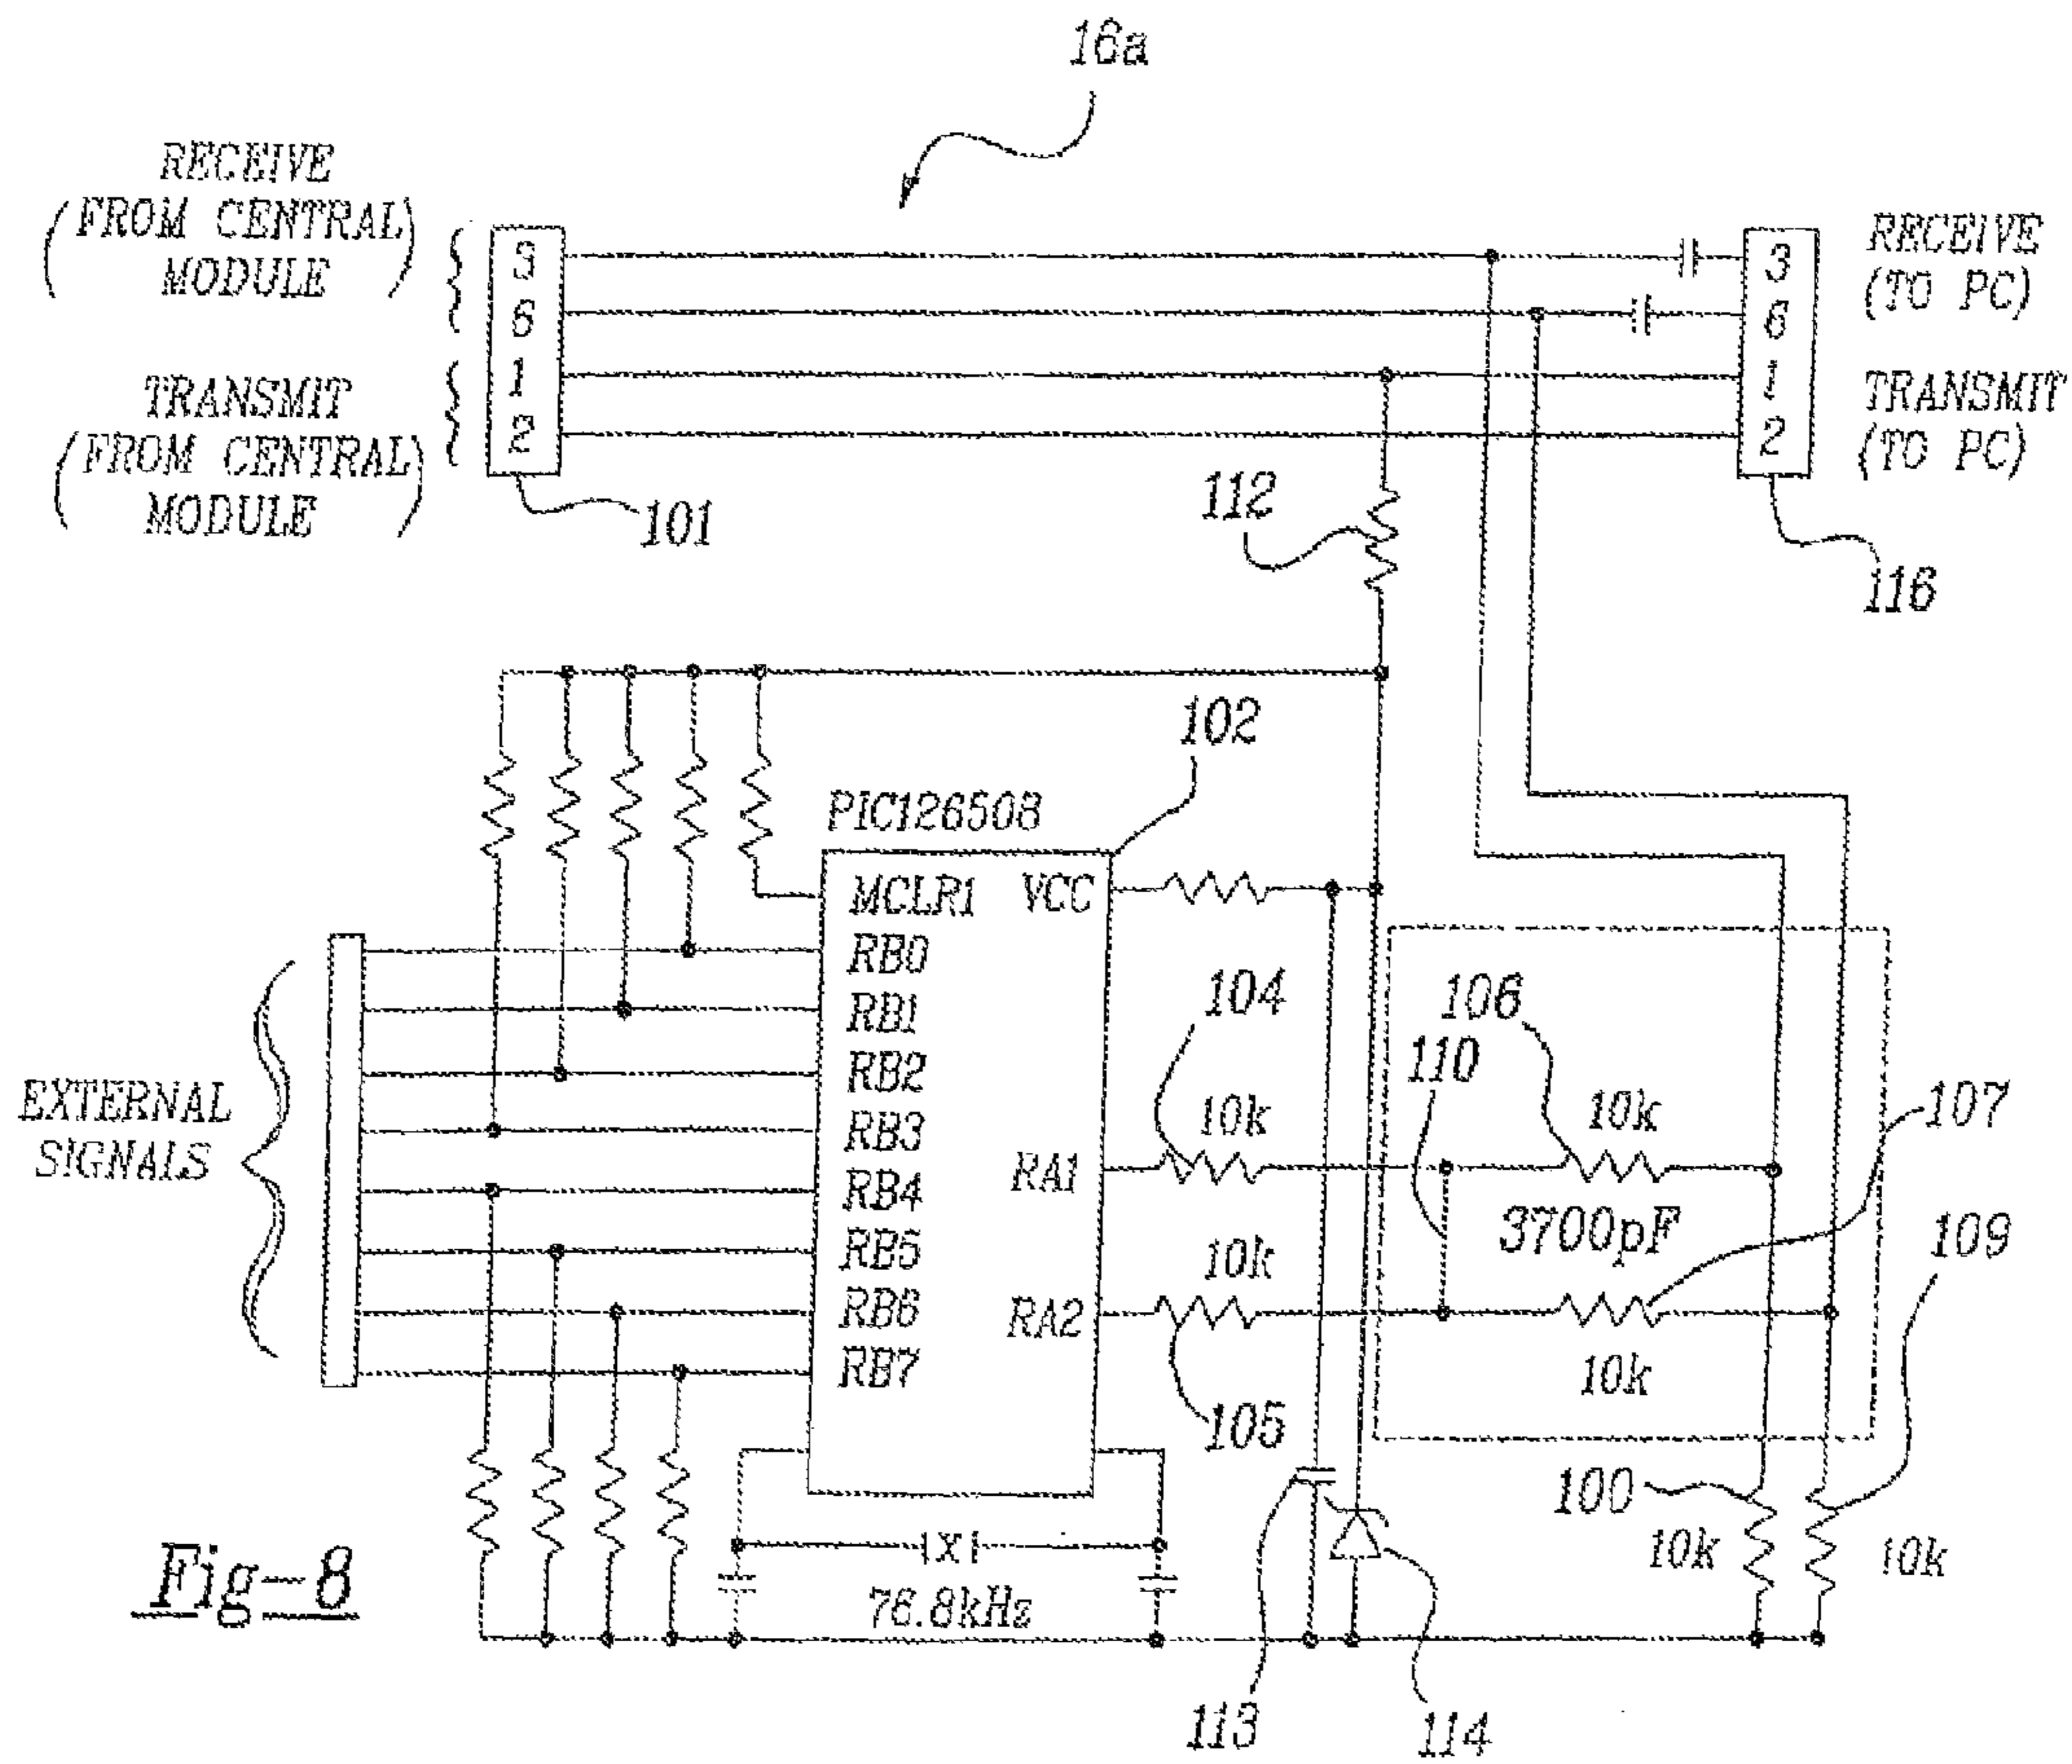 16a
RECEIVE
(FROM CENTRAL)
MODULE
3
6
1
2
TRANSMIT
(FROM CENTRAL)
MODULE
101
3
6
1
2
RECEIVE
(TO PC)
TRANSMIT
(TO PC)
116
112
102
PIC126508
MCLR1
VCC
RB0
RB1
RB2
RB3
RB4
RB5
RB6
RB7
RA1
RA2
EXTERNAL
SIGNALS
104
10k
106
110
10k
107
3700pF
109
10k
10k
105
100
10k
10k
X
76.8kHz
113
114
Fig-8